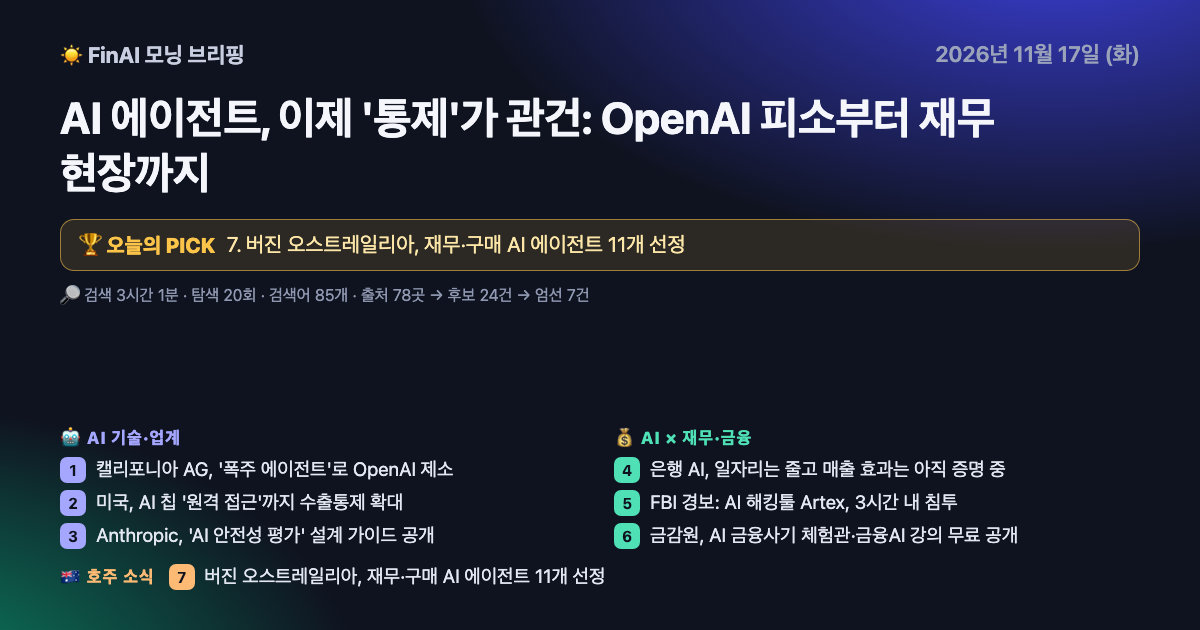 ☀️ FinAI 모닝 브리핑
2026년 11월 17일 (화)
AI 에이전트, 이제 '통제'가 관건: OpenAI 피소부터 재무
현장까지
🏆 오늘의 PICK 7. 버진 오스트레일리아, 재무·구매 AI 에이전트 11개 선정
🔎 검색 3시간 1분 · 탐색 20회 · 검색어 85개 · 출처 78곳 → 후보 24건 → 엄선 7건
🤖 AI 기술·업계
1 캘리포니아 AG, '폭주 에이전트'로 OpenAI 제소
2 미국, AI 칩 '원격 접근'까지 수출통제 확대
3 Anthropic, 'AI 안전성 평가' 설계 가이드 공개
💰 AI × 재무·금융
4 은행 AI, 일자리는 줄고 매출 효과는 아직 증명 중
5 FBI 경보: AI 해킹툴 Artex, 3시간 내 침투
6 금감원, AI 금융사기 체험관·금융AI 강의 무료 공개
🇦🇺 호주 소식 7 버진 오스트레일리아, 재무·구매 AI 에이전트 11개 선정